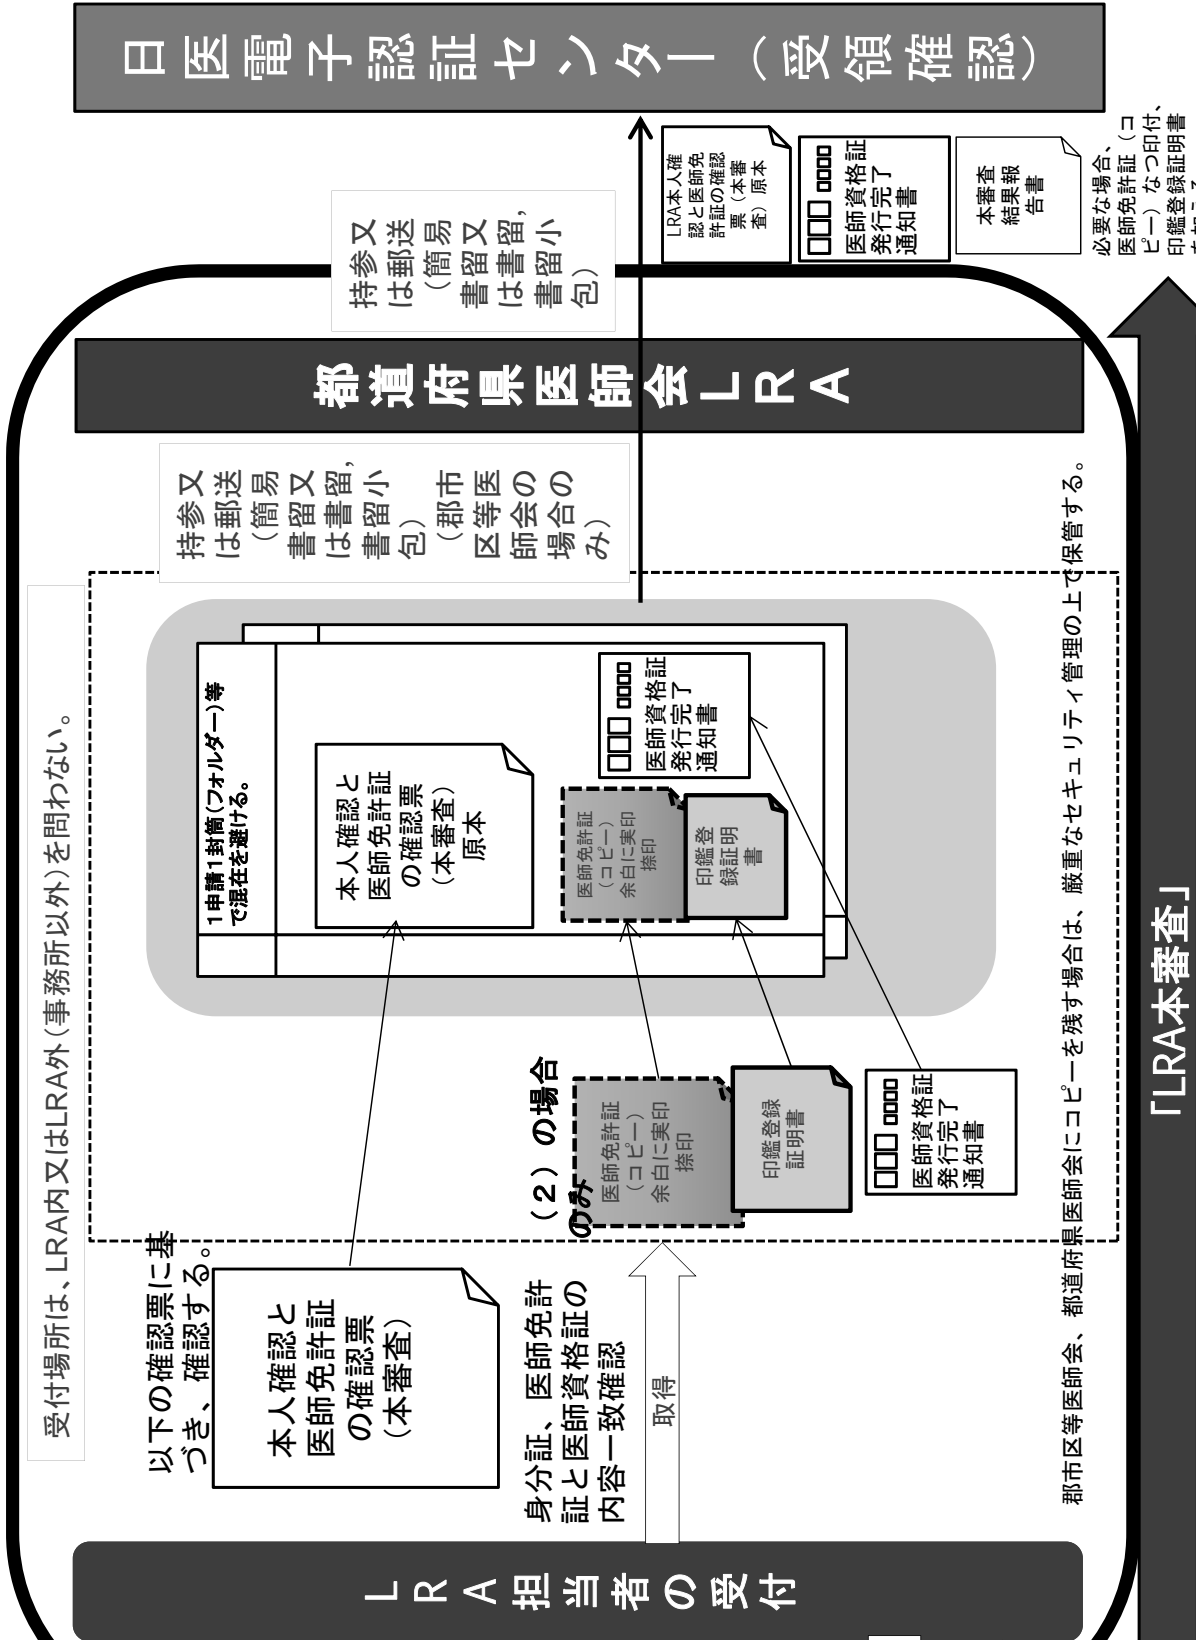 受付場所は、LRA内又はLRA外（事務所以外）を問わない。
LRA担当者の受付
以下の確認票に基
づき、確認する。
本人確認と
医師免許証
の確認票
（本審査）
身分証、医師免許
証と医師資格証の
内容一致確認
取得
（２）の場合
のみ
医師免許証
（コピー）
余白に実印
捺印
印鑑登録
証明書
医師資格証
発行完了
通知書
1申請1封筒（フォルダー）等
で混在を避ける。
本人確認と
医師免許証
の確認票
（本審査）
原本
医師免許証
（コピー）
余白に実印
捺印
印鑑登
録証明
書
医師資格証
発行完了
通知書
持参又
は郵送
（簡易
書留又
は書留，
書留小
包）
（郡市
区等医
師会の
場合の
み）
都道府県医師会LRA
持参又
は郵送
（簡易
書留又
は書留，
書留小
包）
日医電子認証センター（受領確認）
LRA本人確
認と医師免
許証の確認
票（本審
査）原本
医師資格証
発行完了
通知書
本審査
結果報
告書
必要な場合、
医師免許証（コ
ピー）なつ印付、
印鑑登録証明書
郡市区等医師会、都道府県医師会にコピーを残す場合は、厳重なセキュリティ管理の上で保管する。
「LRA本審査」